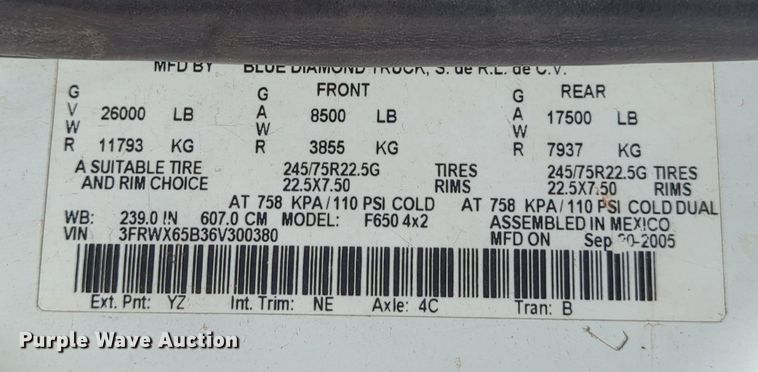 MFD BY BLUE DIAMOND TRUCK, S. de R.L. de C.V.
GVWR 26000 LB 11793 KG
FRONT GAWR 8500 LB 3855 KG
REAR GAWR 17500 LB 7937 KG
A SUITABLE TIRE 245/75R22.5G TIRES 245/75R22.5G TIRES
AND RIM CHOICE 22.5X7.50 RIMS 22.5X7.50 RIMS
AT 758 KPA/110 PSI COLD AT 758 KPA/110 PSI COLD DUAL
WB: 239.0 IN 607.0 CM MODEL: F650 4x2 ASSEMBLED IN MEXICO
VIN 3FRWX65B36V300380 MFD ON Sep -2005
Ext. Pnt: YZ Int. Trim: NE Axle: 4C Tran: B
Purple Wave Auction